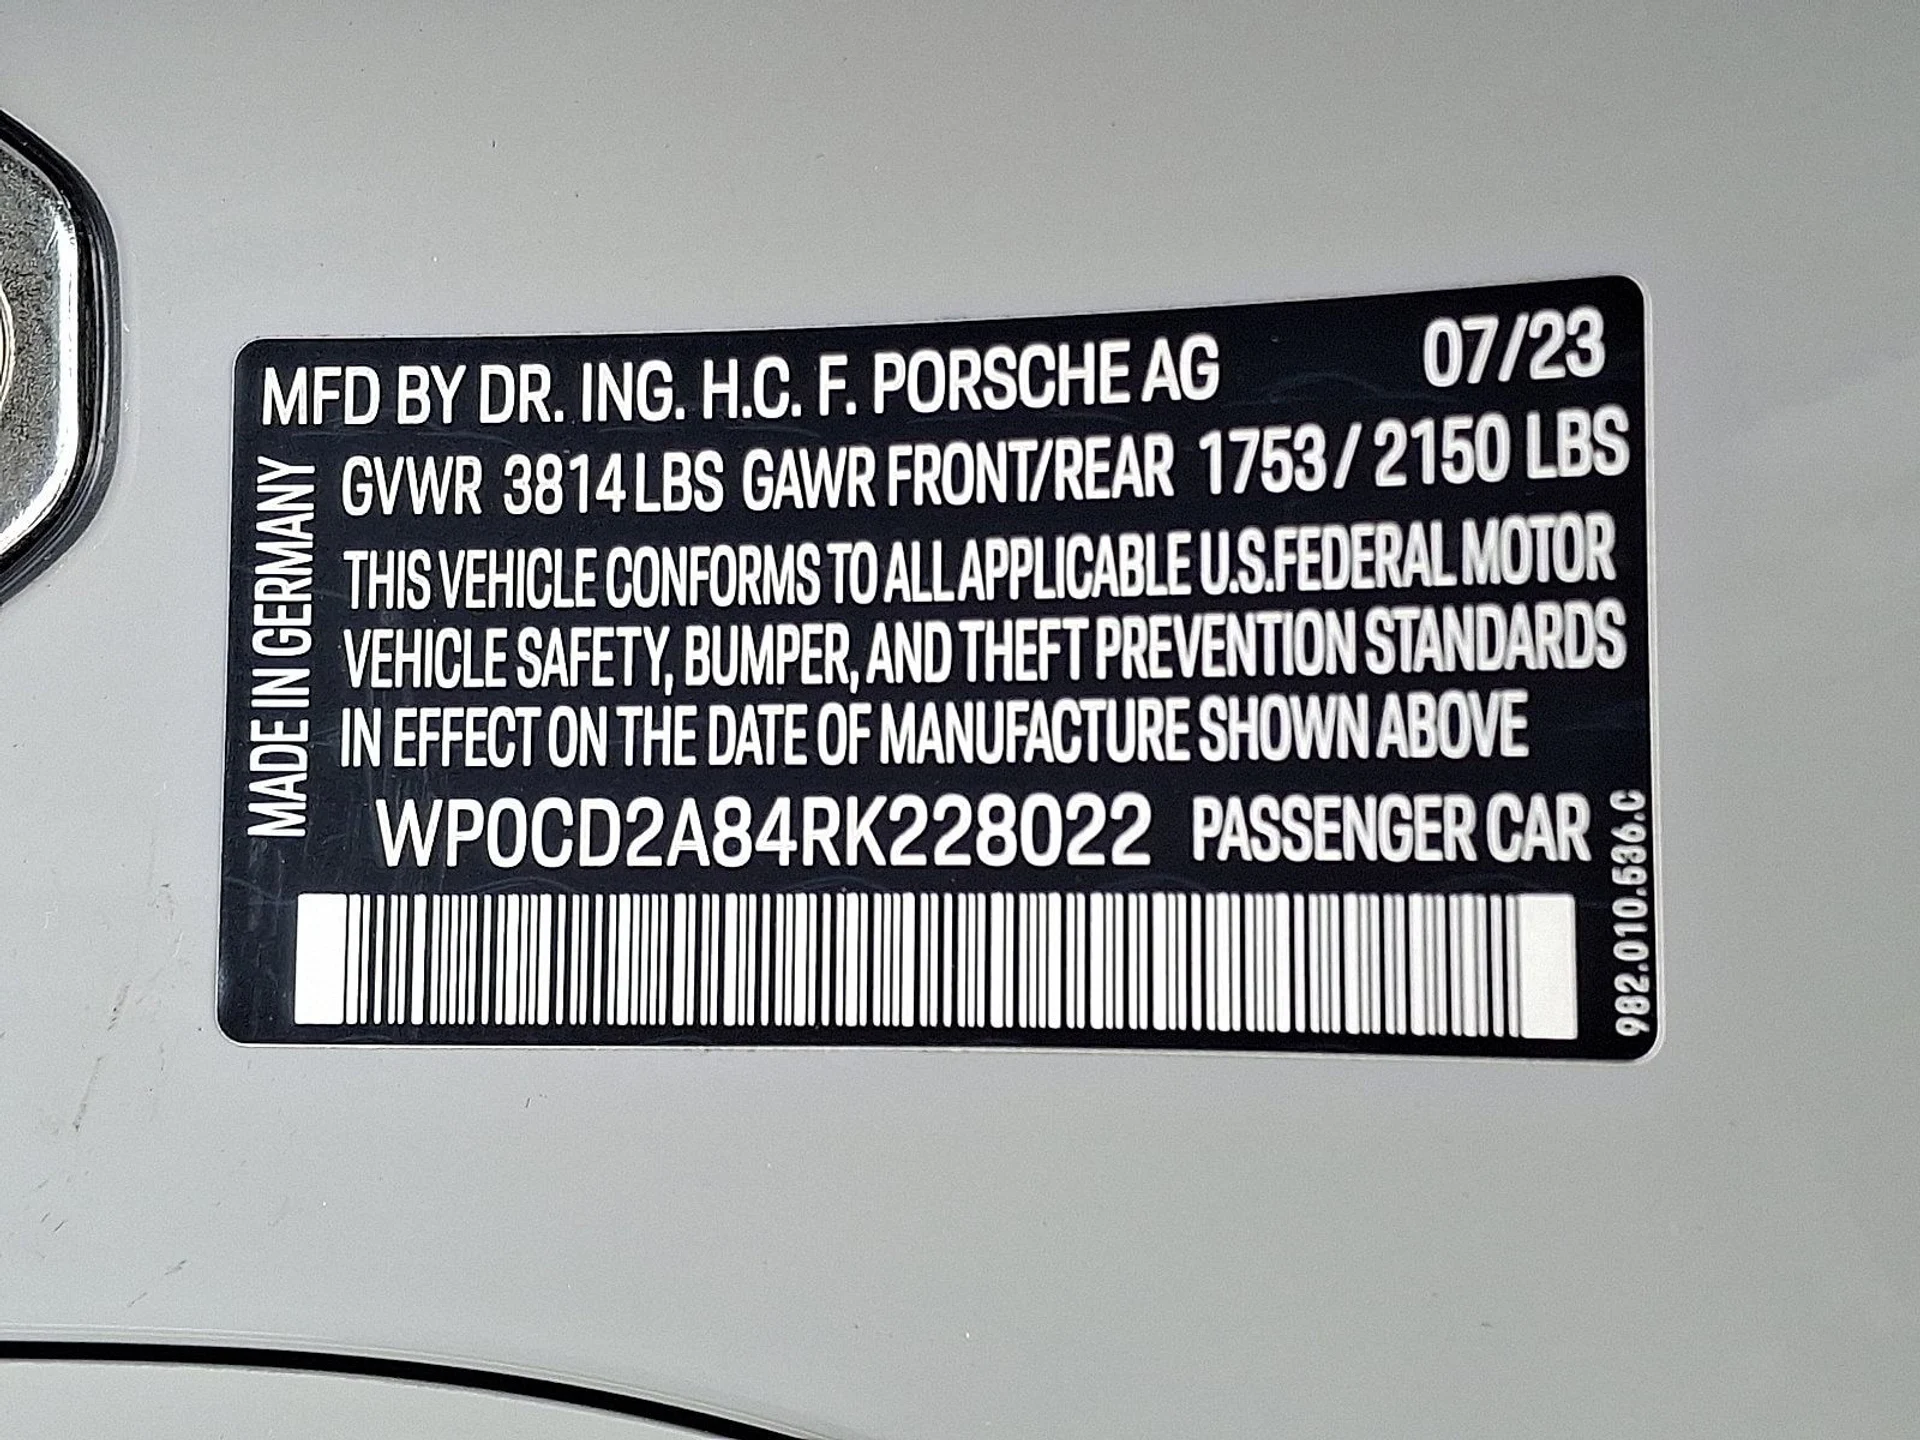 MFD BY DR. ING. H.C. F. PORSCHE AG 07/23
GVWR 3814 LBS GAWR FRONT/REAR 1753 / 2150 LBS
THIS VEHICLE CONFORMS TO ALL APPLICABLE U.S.FEDERAL MOTOR
VEHICLE SAFETY, BUMPER, AND THEFT PREVENTION STANDARDS
IN EFFECT ON THE DATE OF MANUFACTURE SHOWN ABOVE
WP0CD2A84RK228022 PASSENGER CAR
MADE IN GERMANY
982.010.536.C